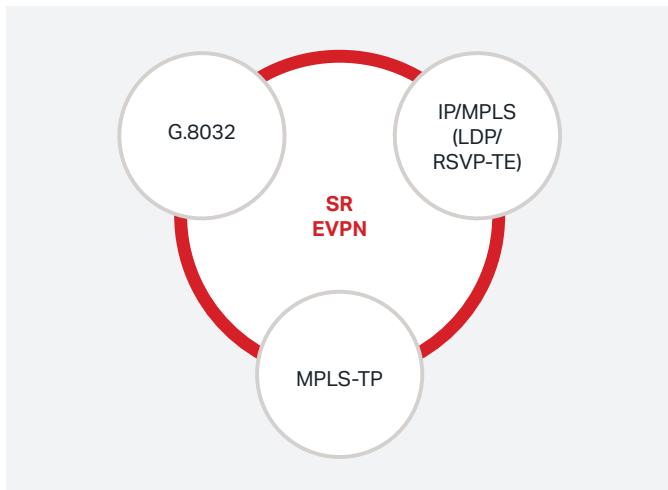 G.8032
IP/MPLS
(LDP/
RSVP-TE)
SR
EVPN
MPLS-TP